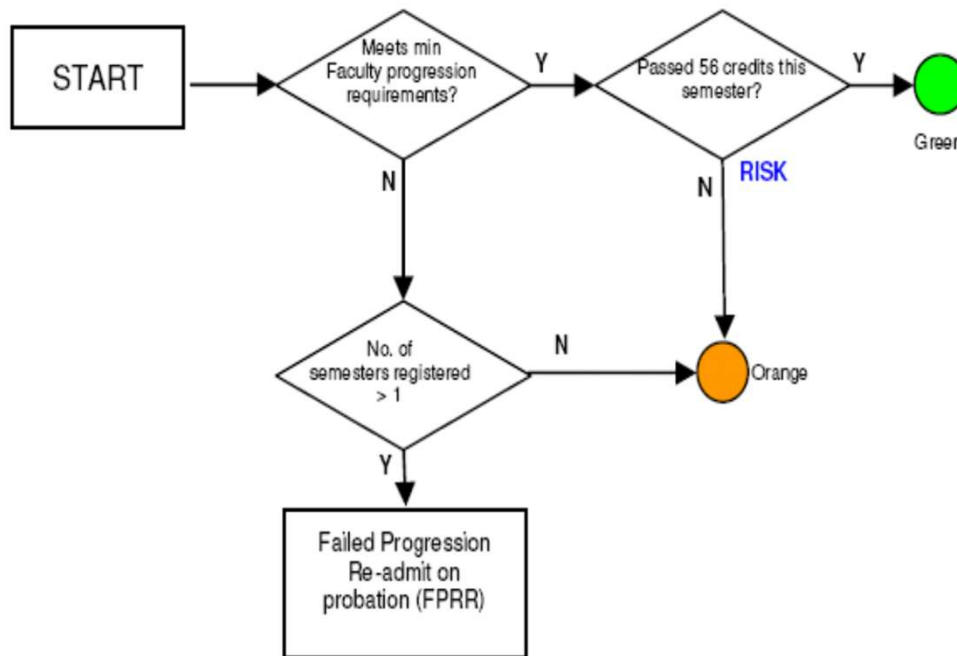 START
Meets min
Faculty progression
requirements?
Y
Passed 56 credits this
semester?
Y
Green
N
N
RISK
No. of
semesters registered
> 1
N
Orange
Y
Failed Progression
Re-admit on
probation (FPRR)